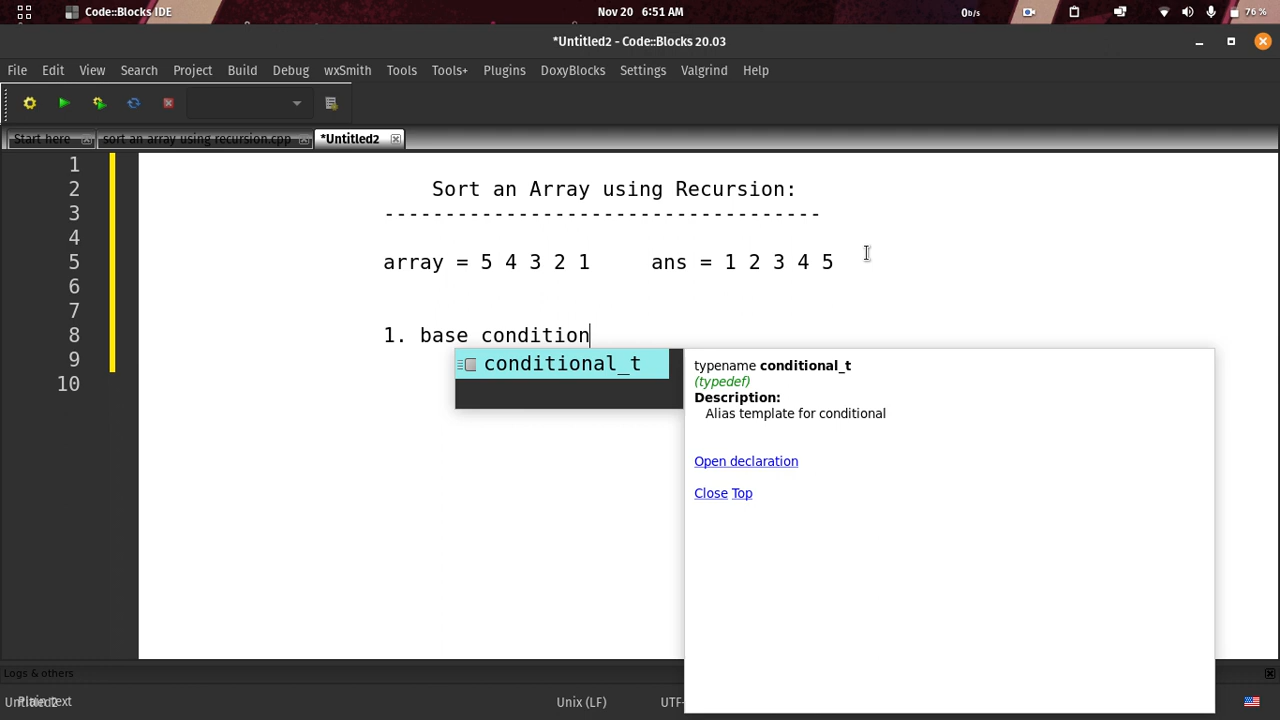 Code::Blocks IDE
Nov 20 6:51 AM
0b/s
76 %
*Untitled2 - Code::Blocks 20.03
File Edit View Search Project Build Debug wxSmith Tools Tools+ Plugins DoxyBlocks Settings Valgrind Help
Start here
sort an array using recursion.cpp
*Untitled2
1
2 Sort an Array using Recursion:
3 -----------------------------------
4
5 array = 5 4 3 2 1 ans = 1 2 3 4 5
6
7
8 1. base condition
9
10
conditional_t
typename conditional_t
(typedef)
Description:
Alias template for conditional
Open declaration
Close Top
Logs & others
Untitled2
Plain text
Unix (LF)
UTF-